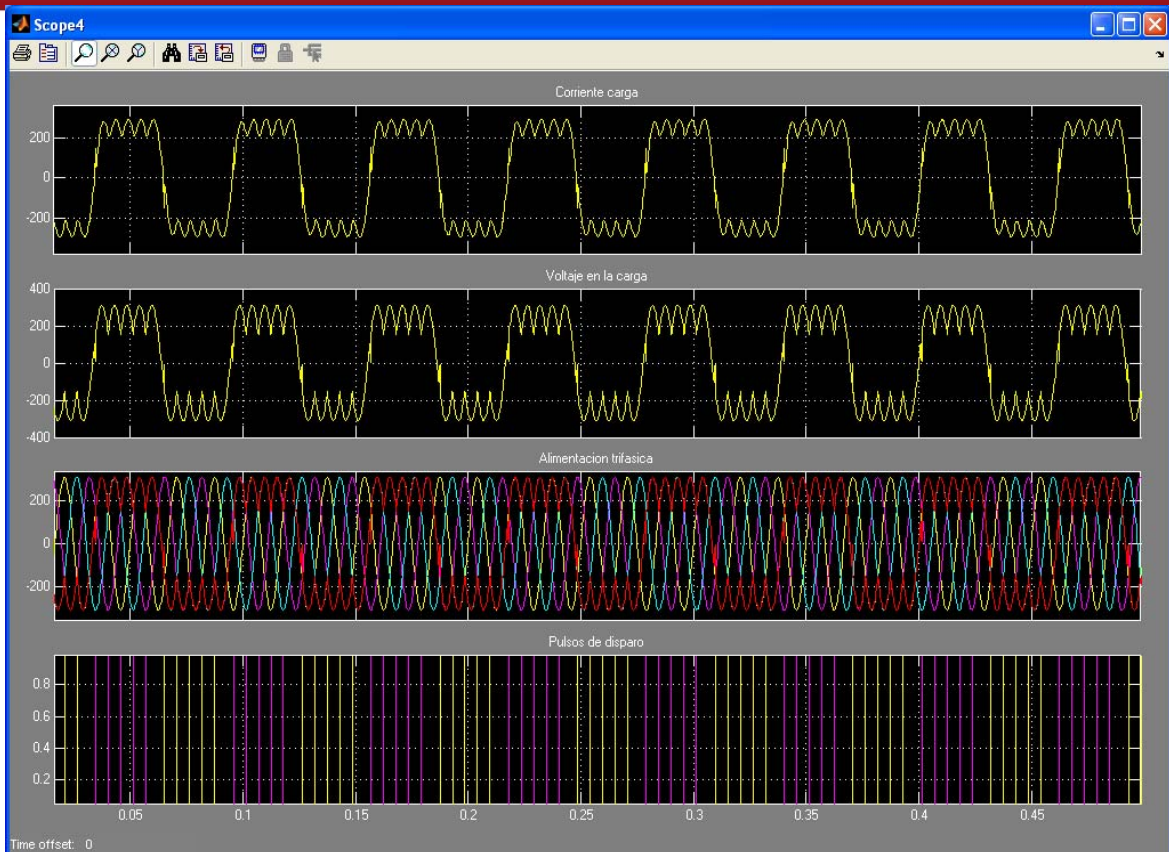 Scope4
Corriente carga
200
0
-200
Voltaje en la carga
400
200
0
-200
-400
Alimentacion trifasica
200
0
-200
Pulsos de disparo
0.8
0.6
0.4
0.2
0.05 0.1 0.15 0.2 0.25 0.3 0.35 0.4 0.45
Time offset: 0